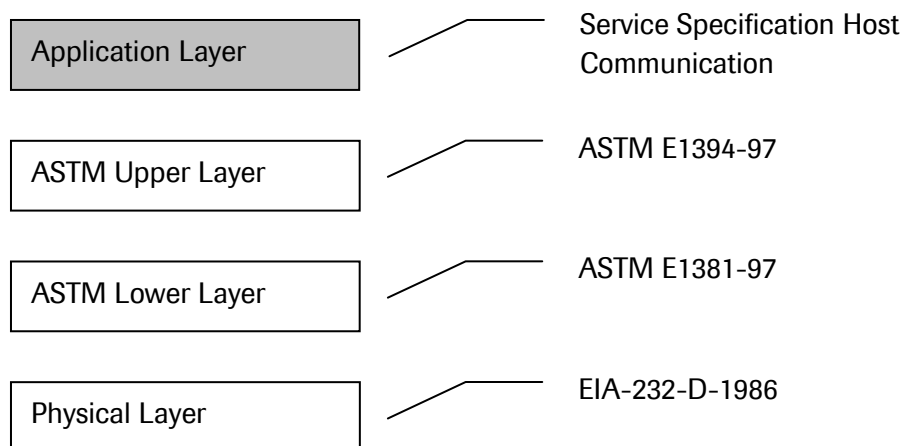 Application Layer
Service Specification Host
Communication
ASTM Upper Layer
ASTM E1394-97
ASTM Lower Layer
ASTM E1381-97
Physical Layer
EIA-232-D-1986